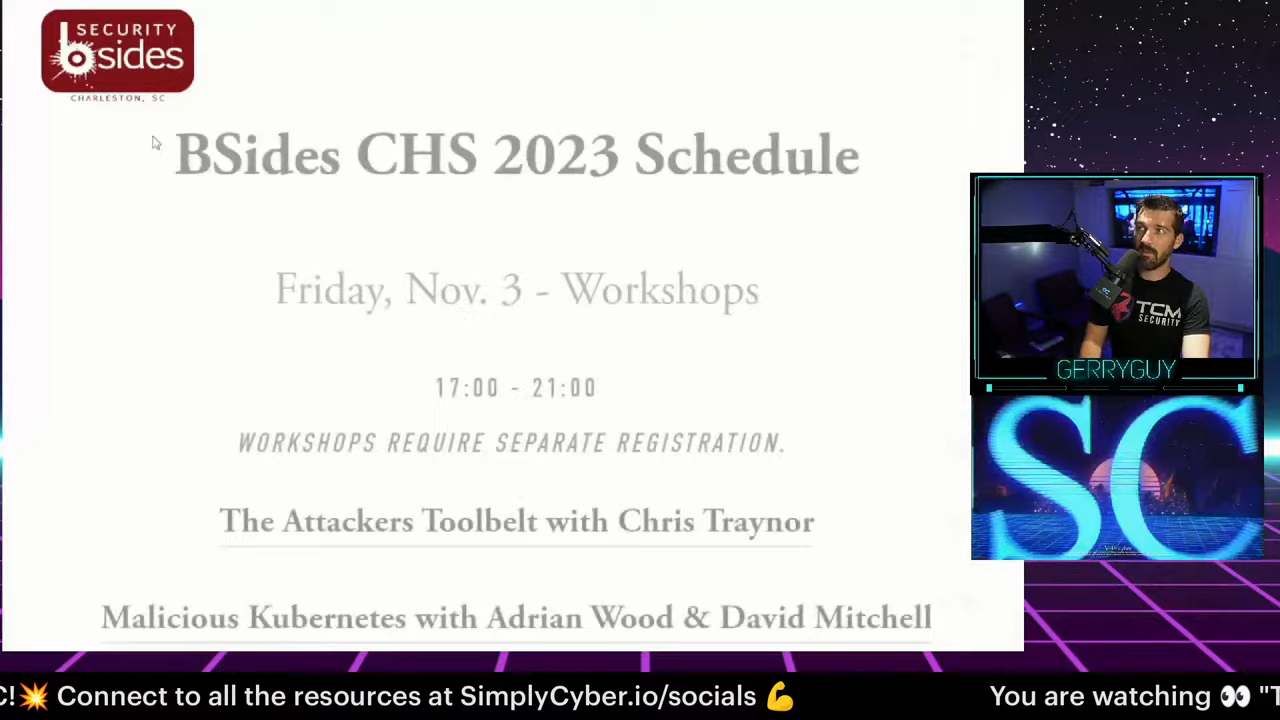 SECURITY
bsides
CHARLESTON, SC
BSides CHS 2023 Schedule
Friday, Nov. 3 - Workshops
17:00 - 21:00
WORKSHOPS REQUIRE SEPARATE REGISTRATION.
The Attackers Toolbelt with Chris Traynor
Malicious Kubernetes with Adrian Wood & David Mitchell
TCM
SECURITY
GERRYGUY
SC
C!💥 Connect to all the resources at SimplyCyber.io/socials 💪
You are watching 👀 "T